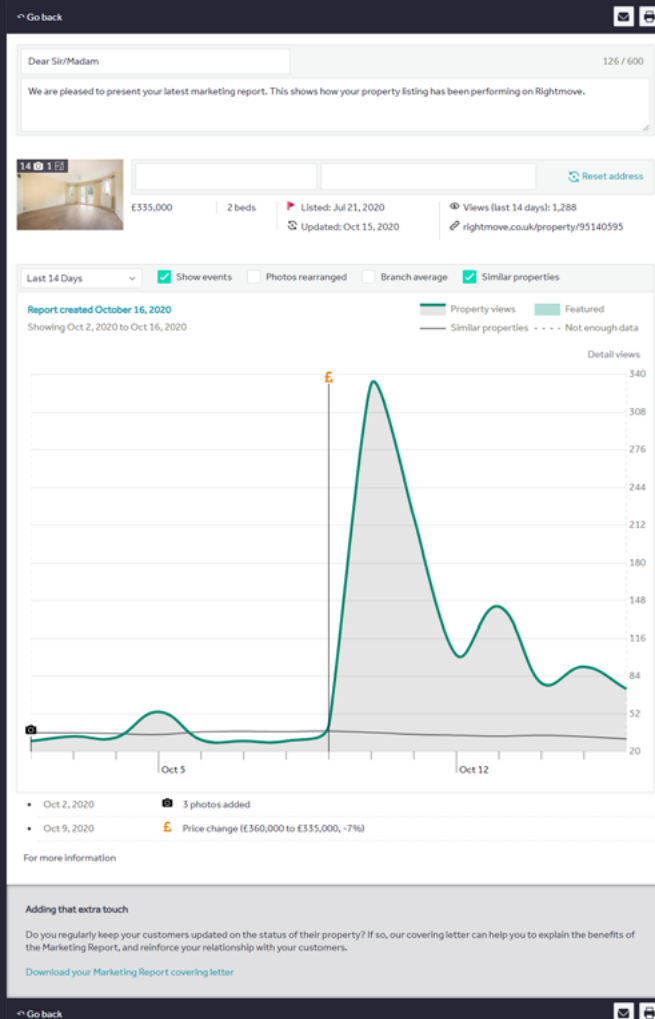 Go back
Dear Sir/Madam
126 / 600
We are pleased to present your latest marketing report. This shows how your property listing has been performing on Rightmove.
14 1
Reset address
£335,000
2 beds
Listed: Jul 21, 2020
Views (last 14 days): 1,288
Updated: Oct 15, 2020
rightmove.co.uk/property/95140595
Last 14 Days
Show events
Photos rearranged
Branch average
Similar properties
Report created October 16, 2020
Property views
Featured
Showing Oct 2, 2020 to Oct 16, 2020
Similar properties
Not enough data
Detail views
£
340
308
276
244
212
180
148
116
84
52
20
Oct 5
Oct 12
Oct 2, 2020
3 photos added
Oct 9, 2020
£
Price change (£360,000 to £335,000, -7%)
For more information
Adding that extra touch
Do you regularly keep your customers updated on the status of their property? If so, our covering letter can help you to explain the benefits of
the Marketing Report, and reinforce your relationship with your customers.
Download your Marketing Report covering letter
Go back